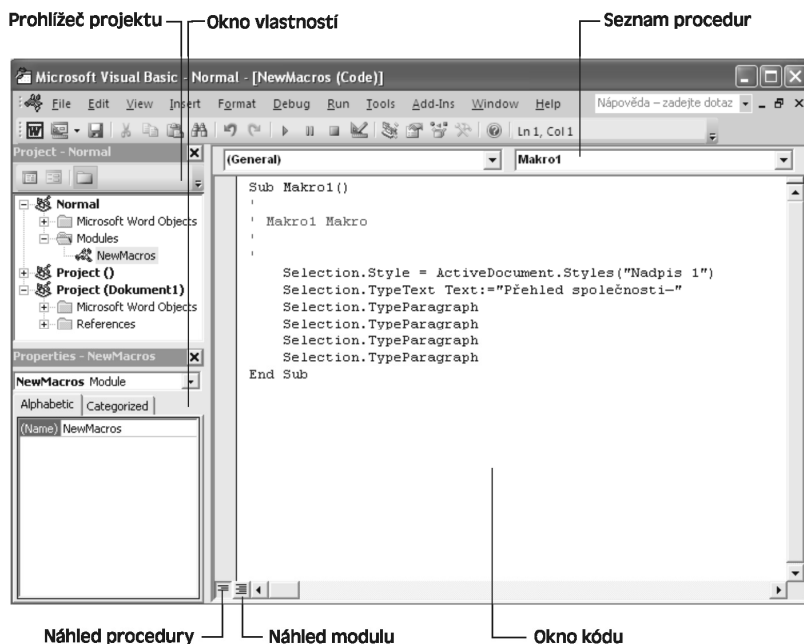 Prohlížeč projektu
Okno vlastností
Seznam procedur
Microsoft Visual Basic - Normal - [NewMacros (Code)]
File Edit View Insert Format Debug Run Tools Add-Ins Window Help
Nápověda – zadejte dotaz
Ln 1, Col 1
Project - Normal
(General)
Makro1
Normal
Microsoft Word Objects
Modules
NewMacros
Project ()
Project (Dokument1)
Microsoft Word Objects
References
Properties - NewMacros
NewMacros Module
Alphabetic Categorized
(Name) NewMacros
Sub Makro1()
'
' Makro1 Makro
'
'
Selection.Style = ActiveDocument.Styles("Nadpis 1")
Selection.TypeText Text:="Přehled společnosti–"
Selection.TypeParagraph
Selection.TypeParagraph
Selection.TypeParagraph
Selection.TypeParagraph
End Sub
Náhled procedury
Náhled modulu
Okno kódu